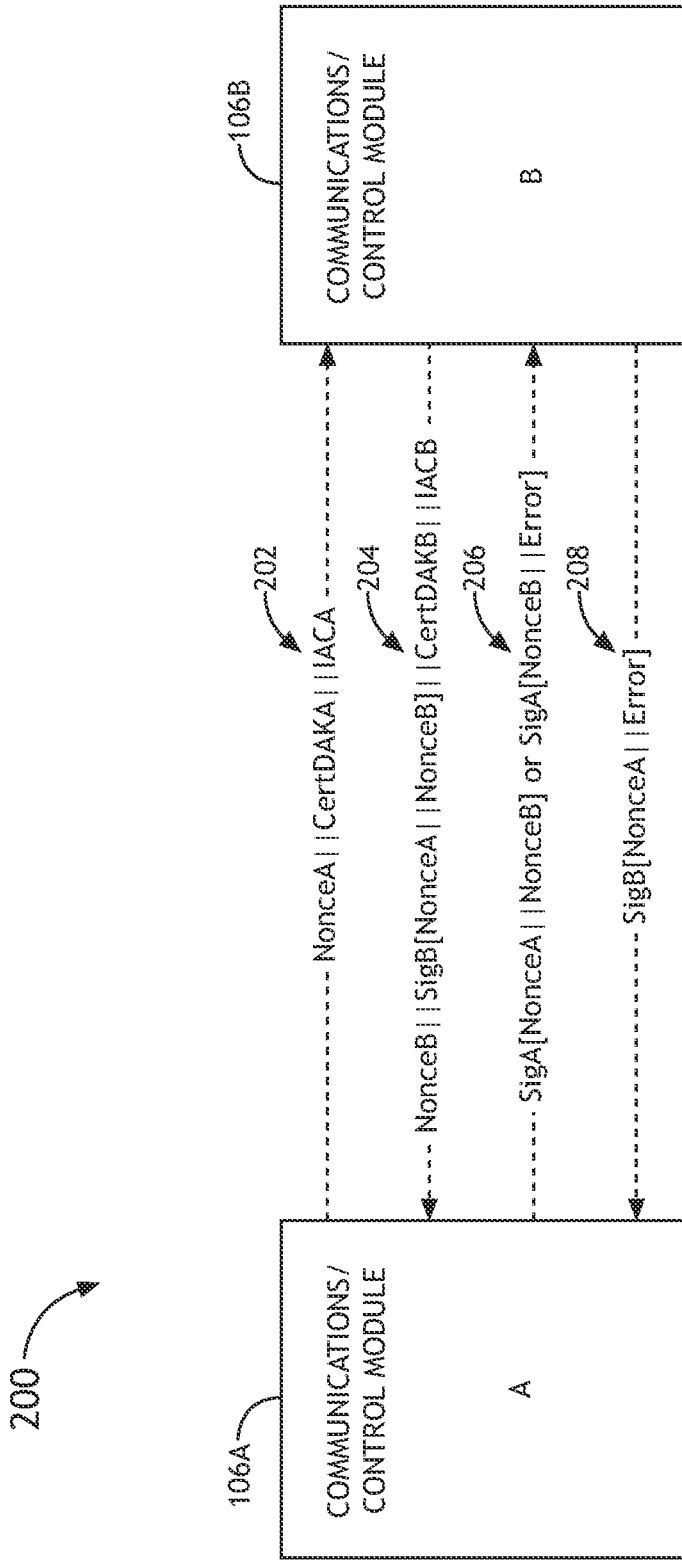 200
106A
COMMUNICATIONS/
CONTROL MODULE
A
106B
COMMUNICATIONS/
CONTROL MODULE
B
202
NonceA||CertDAKA||IACA
204
NonceB||SigB[NonceA||NonceB]||CertDAKB||IACB
206
SigA[NonceA||NonceB] or SigA[NonceB||Error]
208
SigB[NonceA||Error]